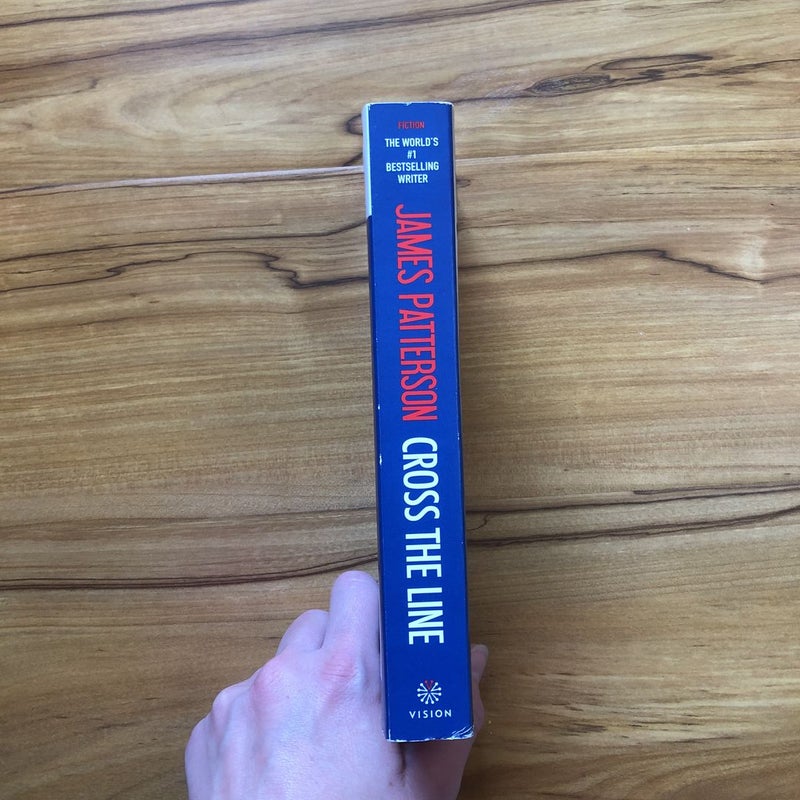 FICTION
THE WORLD'S
#1
BESTSELLING
WRITER
JAMES PATTERSON CROSS THE LINE
VISION